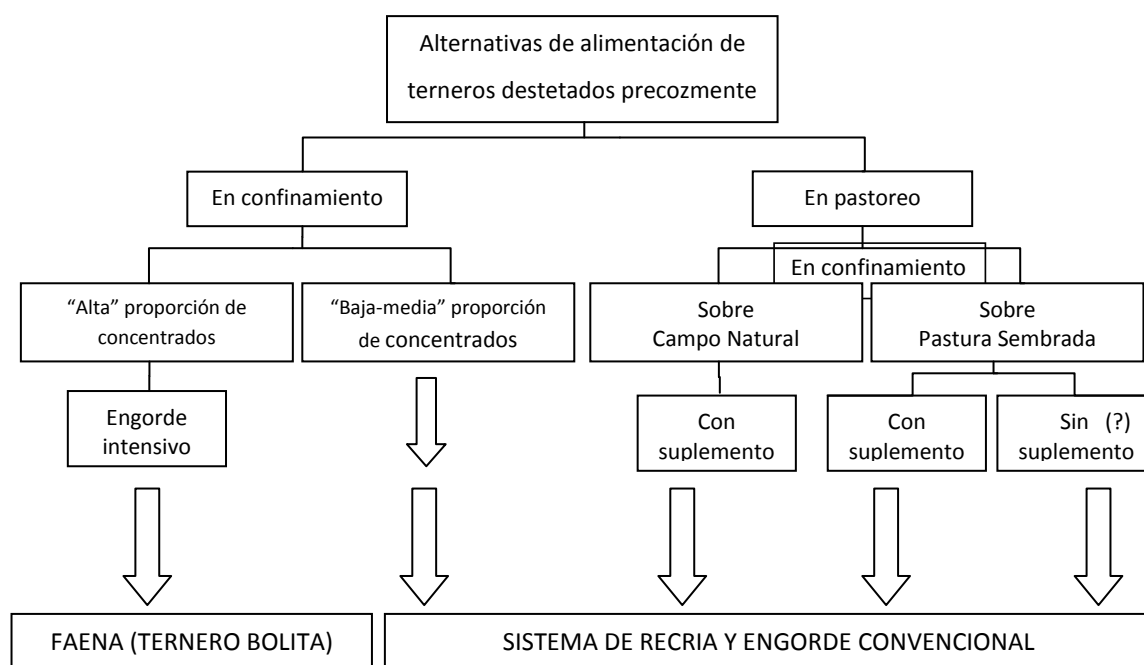 Alternativas de alimentación de
terneros destetados precozmente
En confinamiento
En pastoreo
En confinamiento
“Alta” proporción de
concentrados
“Baja-media” proporción
de concentrados
Sobre
Campo Natural
Sobre
Pastura Sembrada
Engorde
intensivo
Con
suplemento
Con
suplemento
Sin (?)
suplemento
FAENA (TERNERO BOLITA)
SISTEMA DE RECRIA Y ENGORDE CONVENCIONAL